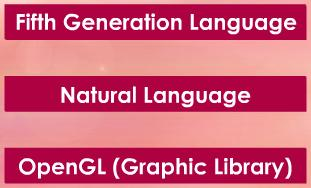 Fifth Generation Language
Natural Language
OpenGL (Graphic Library)